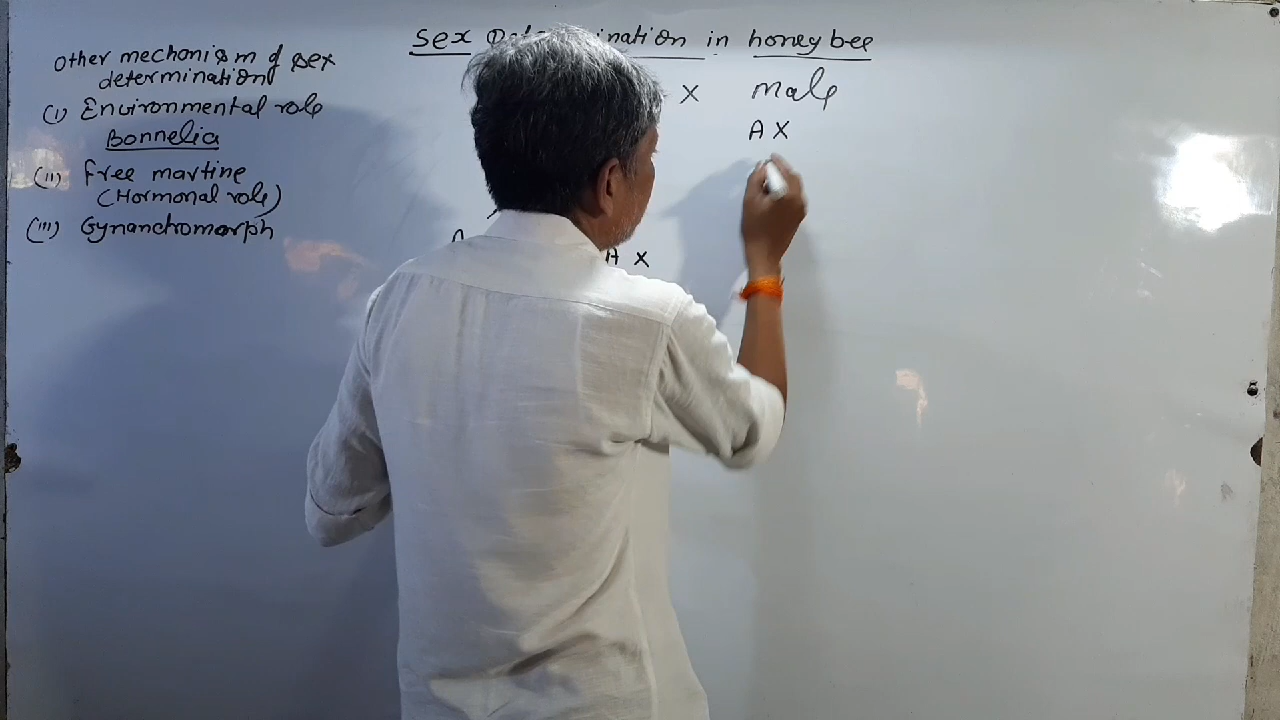 Other mechanism of sex
determination
(i) Environmental role
Bonnelia
(ii) Free martine
(Hormonal role)
(iii) Gynanchomorph
Sex Determination in honey bee
X male
A X
A
A X